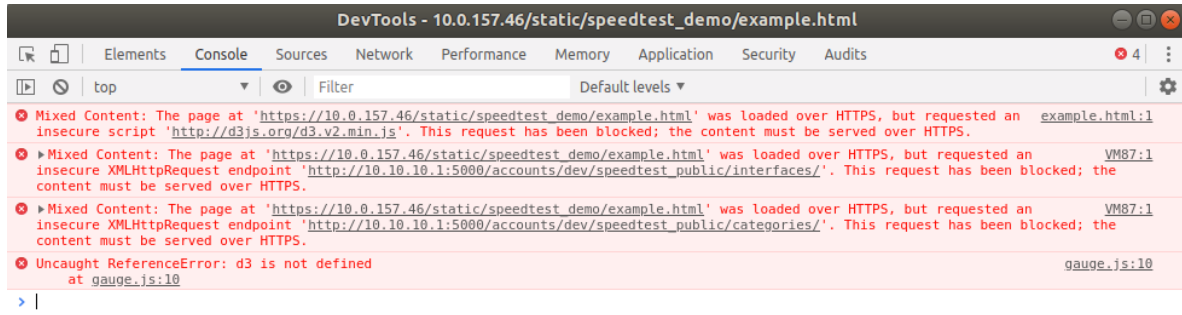 DevTools - 10.0.157.46/static/speedtest_demo/example.html
Elements Console Sources Network Performance Memory Application Security Audits 4
top Filter Default levels
Mixed Content: The page at 'https://10.0.157.46/static/speedtest_demo/example.html' was loaded over HTTPS, but requested an example.html:1
insecure script 'http://d3js.org/d3.v2.min.js'. This request has been blocked; the content must be served over HTTPS.
Mixed Content: The page at 'https://10.0.157.46/static/speedtest_demo/example.html' was loaded over HTTPS, but requested an VM87:1
insecure XMLHttpRequest endpoint 'http://10.10.10.1:5000/accounts/dev/speedtest_public/interfaces/'. This request has been blocked; the
content must be served over HTTPS.
Mixed Content: The page at 'https://10.0.157.46/static/speedtest_demo/example.html' was loaded over HTTPS, but requested an VM87:1
insecure XMLHttpRequest endpoint 'http://10.10.10.1:5000/accounts/dev/speedtest_public/categories/'. This request has been blocked; the
content must be served over HTTPS.
Uncaught ReferenceError: d3 is not defined gauge.js:10
at gauge.js:10